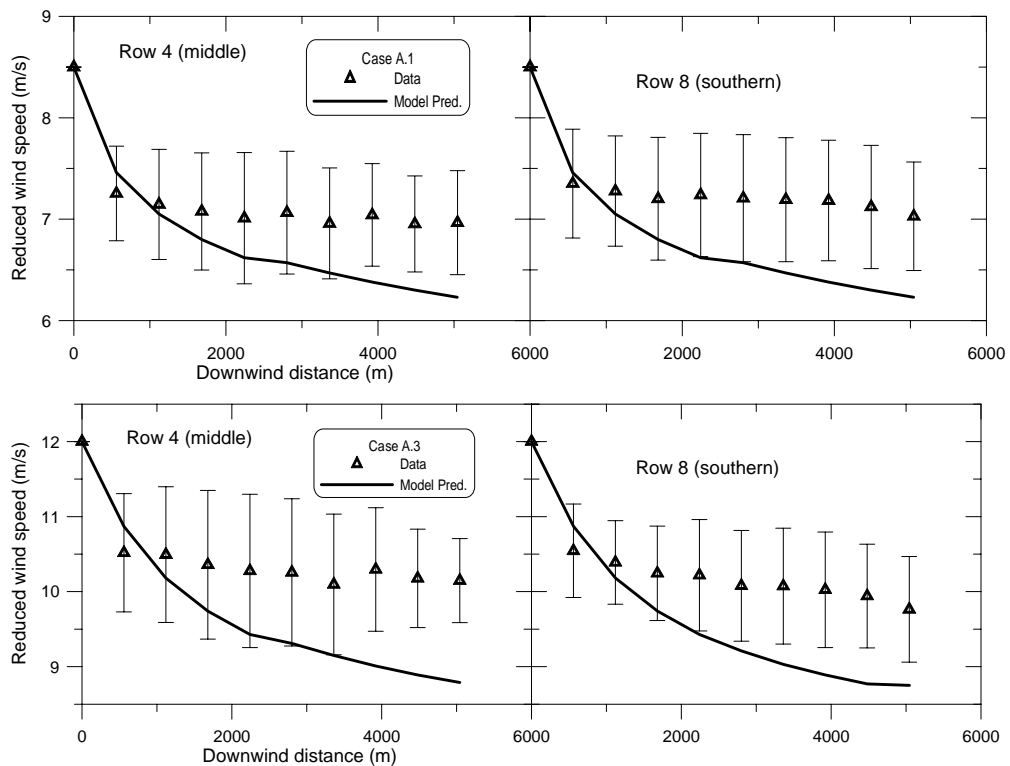 9
8
7
6
Reduced wind speed (m/s)
Row 4 (middle)
Case A.1
Data
Model Pred.
Row 8 (southern)
0
2000
4000
6000
2000
4000
6000
Downwind distance (m)
12
11
10
9
Reduced wind speed (m/s)
Row 4 (middle)
Case A.3
Data
Model Pred.
Row 8 (southern)
0
2000
4000
6000
2000
4000
6000
Downwind distance (m)